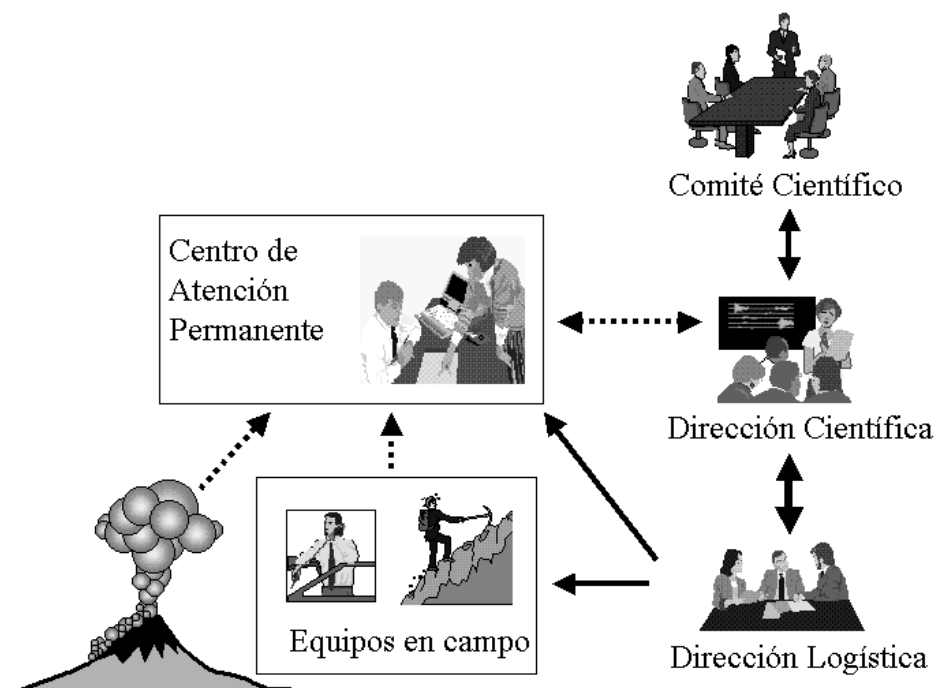 Comité Científico
Centro de
Atención
Permanente
Dirección Científica
Equipos en campo
Dirección Logística